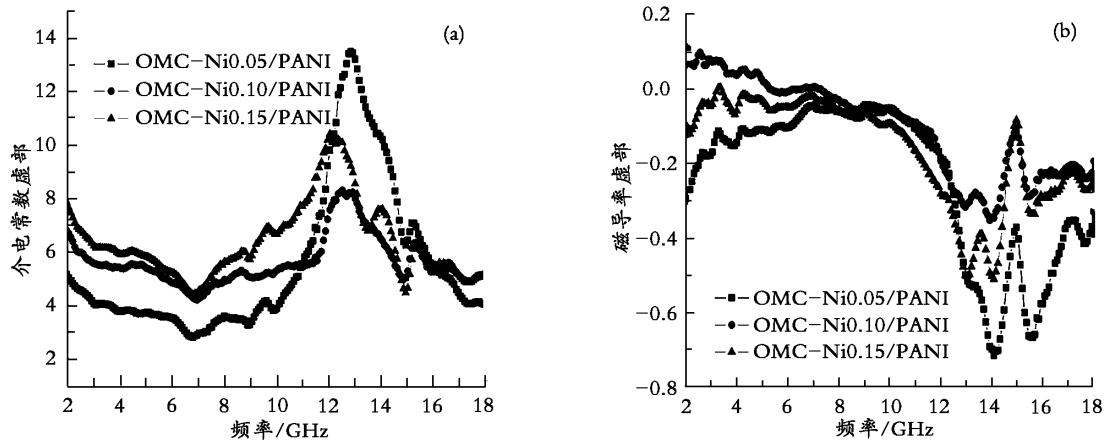 (a)
14
12
10
8
6
4
2
介电常数虚部
OMC-Ni0.05/PANI
OMC-Ni0.10/PANI
OMC-Ni0.15/PANI
2 4 6 8 10 12 14 16 18
频率/GHz
(b)
0.2
0.0
-0.2
-0.4
-0.6
-0.8
磁导率虚部
OMC-Ni0.05/PANI
OMC-Ni0.10/PANI
OMC-Ni0.15/PANI
2 4 6 8 10 12 14 16 18
频率/GHz